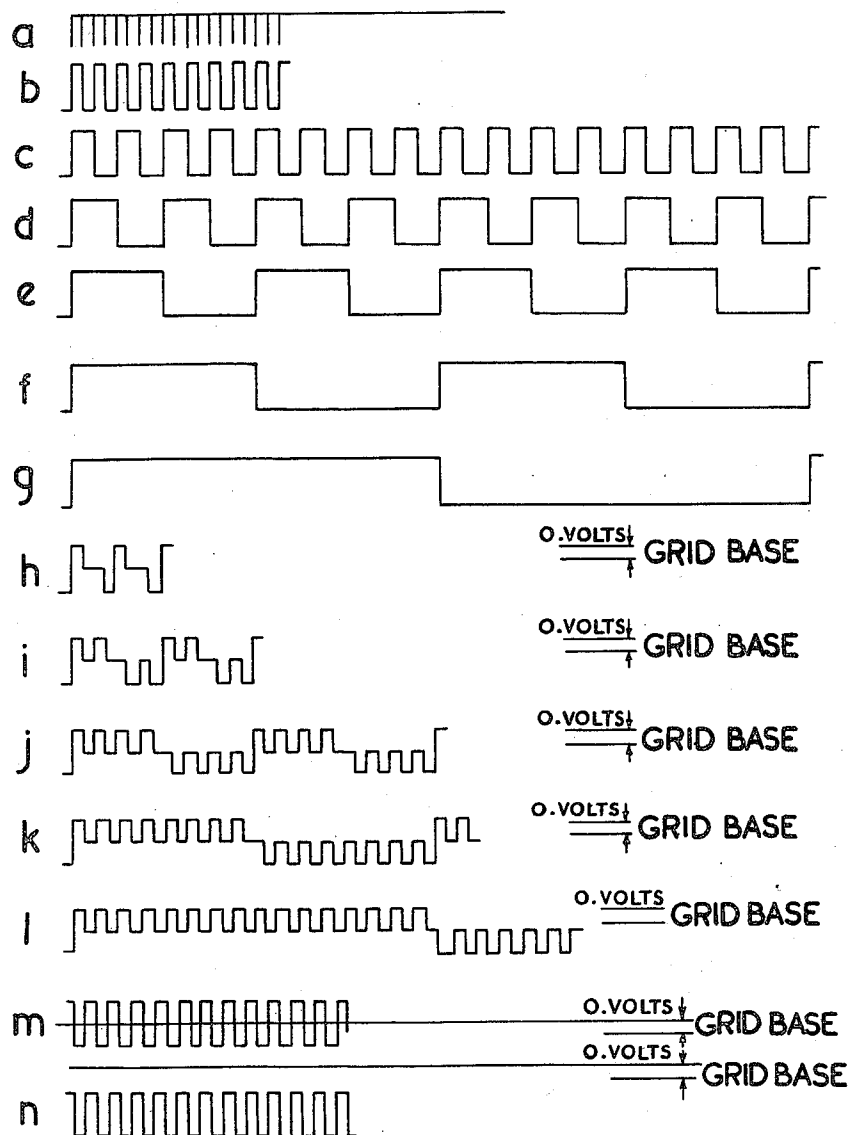 a
b
c
d
e
f
g
h O.VOLTS GRID BASE
i O.VOLTS GRID BASE
j O.VOLTS GRID BASE
k O.VOLTS GRID BASE
l O.VOLTS GRID BASE
m O.VOLTS GRID BASE
O.VOLTS GRID BASE
n